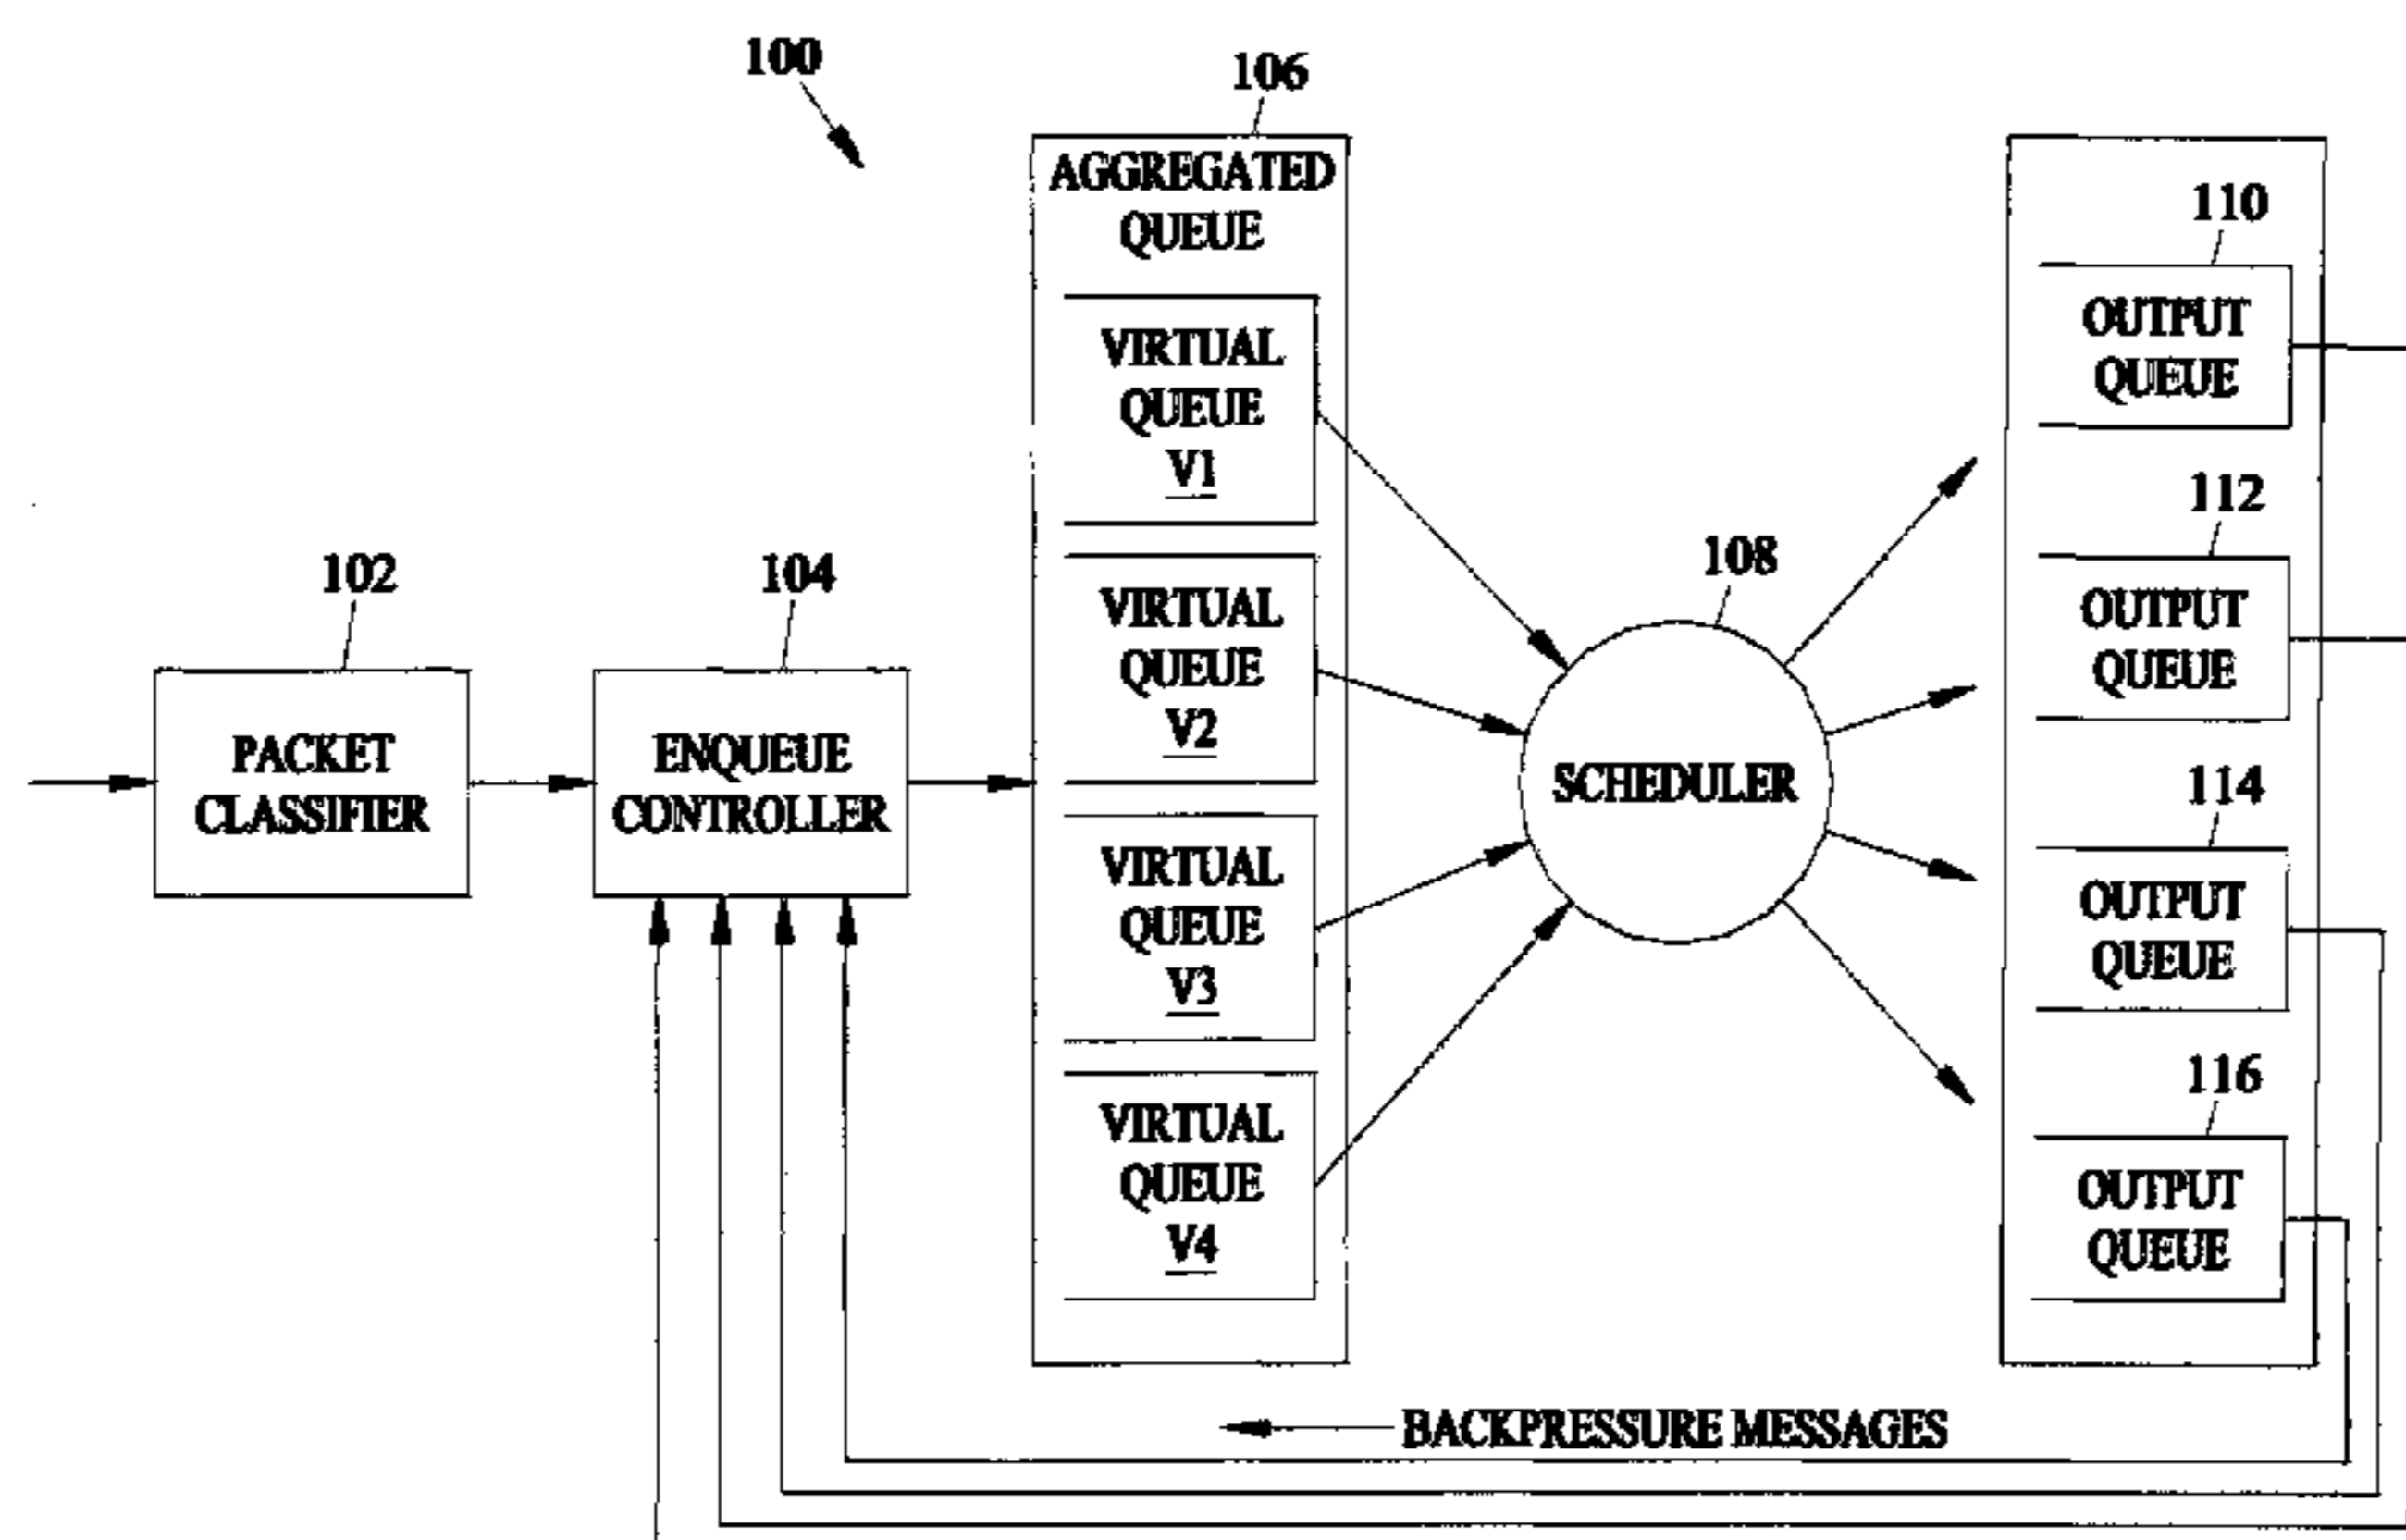 100
106
AGGREGATED
QUEUE
110
VIRTUAL
QUEUE
V1
OUTPUT
QUEUE
112
102
104
108
VIRTUAL
QUEUE
V2
OUTPUT
QUEUE
PACKET
CLASSIFIER
ENQUEUE
CONTROLLER
SCHEDULER
114
VIRTUAL
QUEUE
V3
OUTPUT
QUEUE
116
VIRTUAL
QUEUE
V4
OUTPUT
QUEUE
BACKPRESSURE MESSAGES